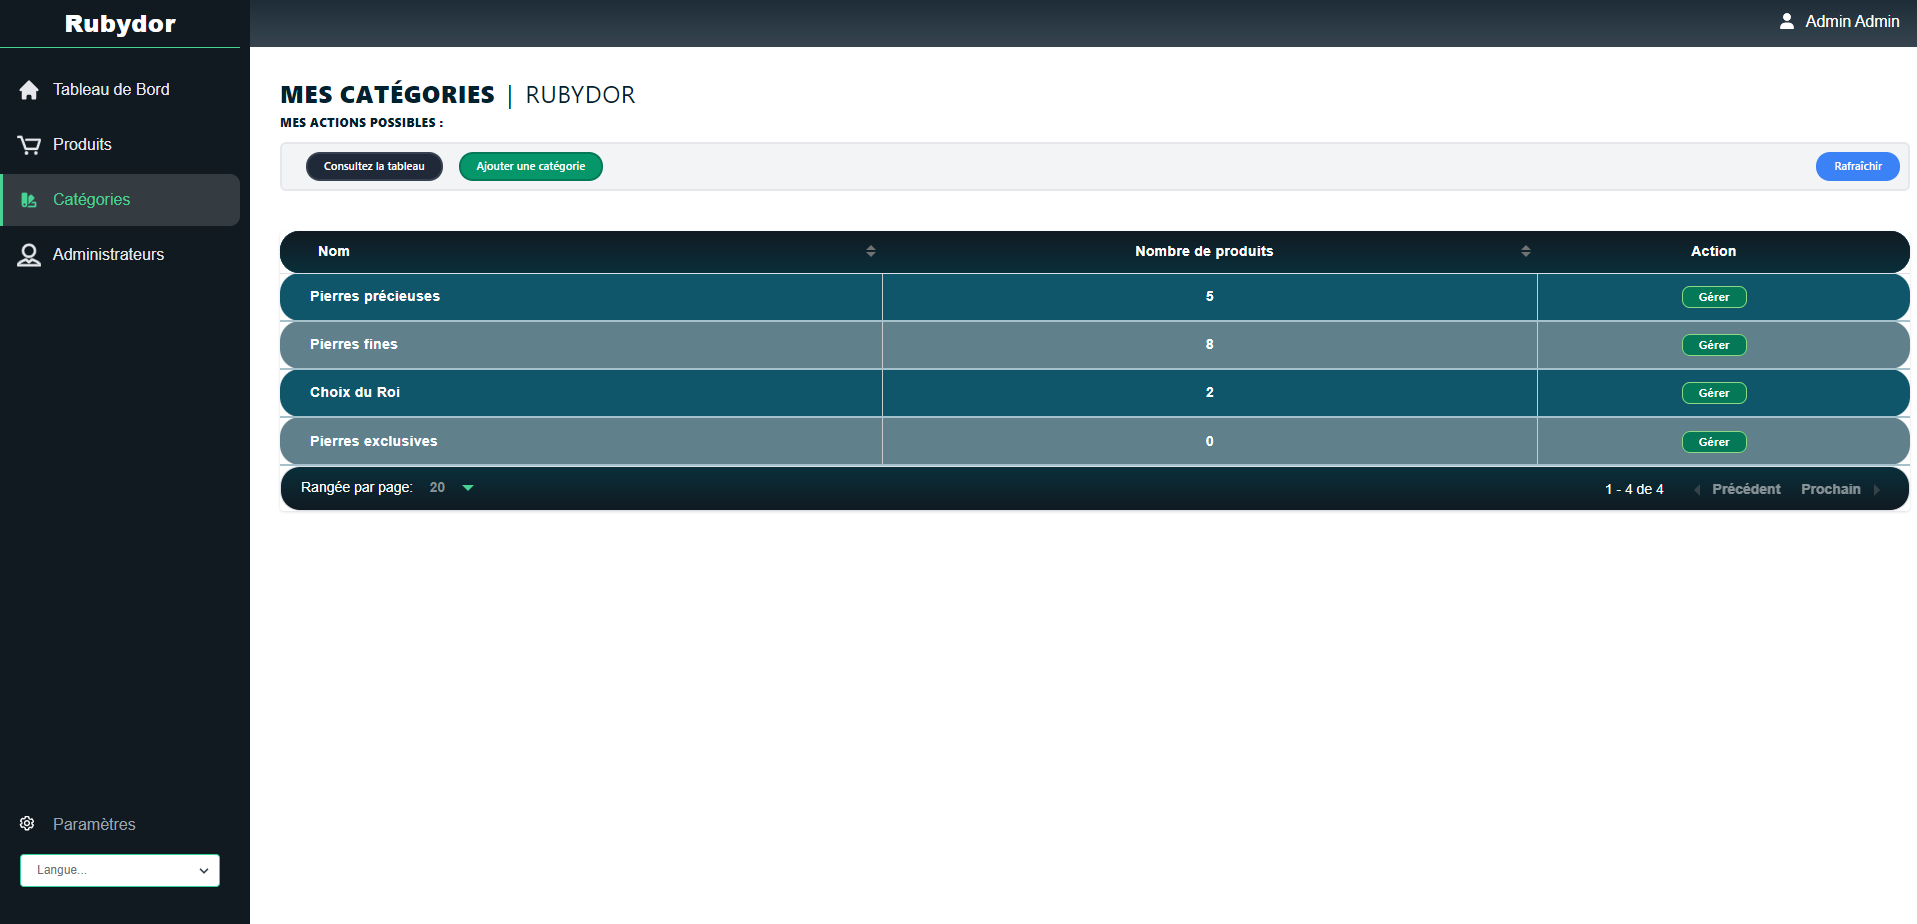 Rubydor
Admin Admin
Tableau de Bord
Produits
Catégories
Administrateurs
Paramètres
Langue...
MES CATÉGORIES | RUBYDOR
MES ACTIONS POSSIBLES :
Consultez la tableau
Ajouter une catégorie
Rafraîchir
Nom Nombre de produits Action
Pierres précieuses 5 Gérer
Pierres fines 8 Gérer
Choix du Roi 2 Gérer
Pierres exclusives 0 Gérer
Rangée par page: 20 1 - 4 de 4 Précédent Prochain